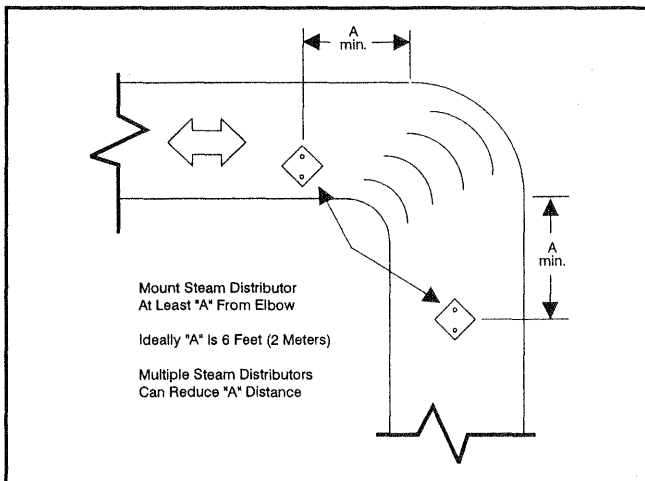 A
min.
A
min.
Mount Steam Distributor
At Least "A" From Elbow
Ideally "A" Is 6 Feet (2 Meters)
Multiple Steam Distributors
Can Reduce "A" Distance